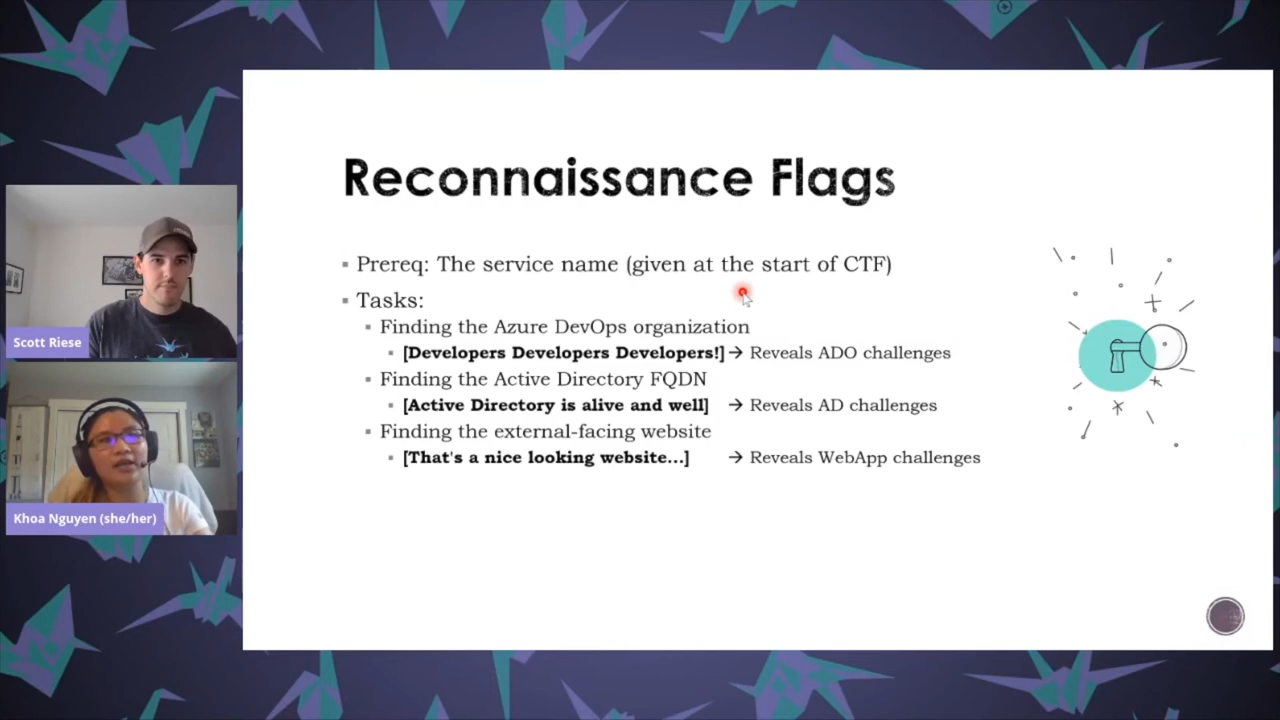 Reconnaissance Flags
Prereq: The service name (given at the start of CTF)
Tasks:
Finding the Azure DevOps organization
[Developers Developers Developers!] → Reveals ADO challenges
Finding the Active Directory FQDN
[Active Directory is alive and well] → Reveals AD challenges
Finding the external-facing website
[That's a nice looking website...] → Reveals WebApp challenges
Scott Riese
Khoa Nguyen (she/her)